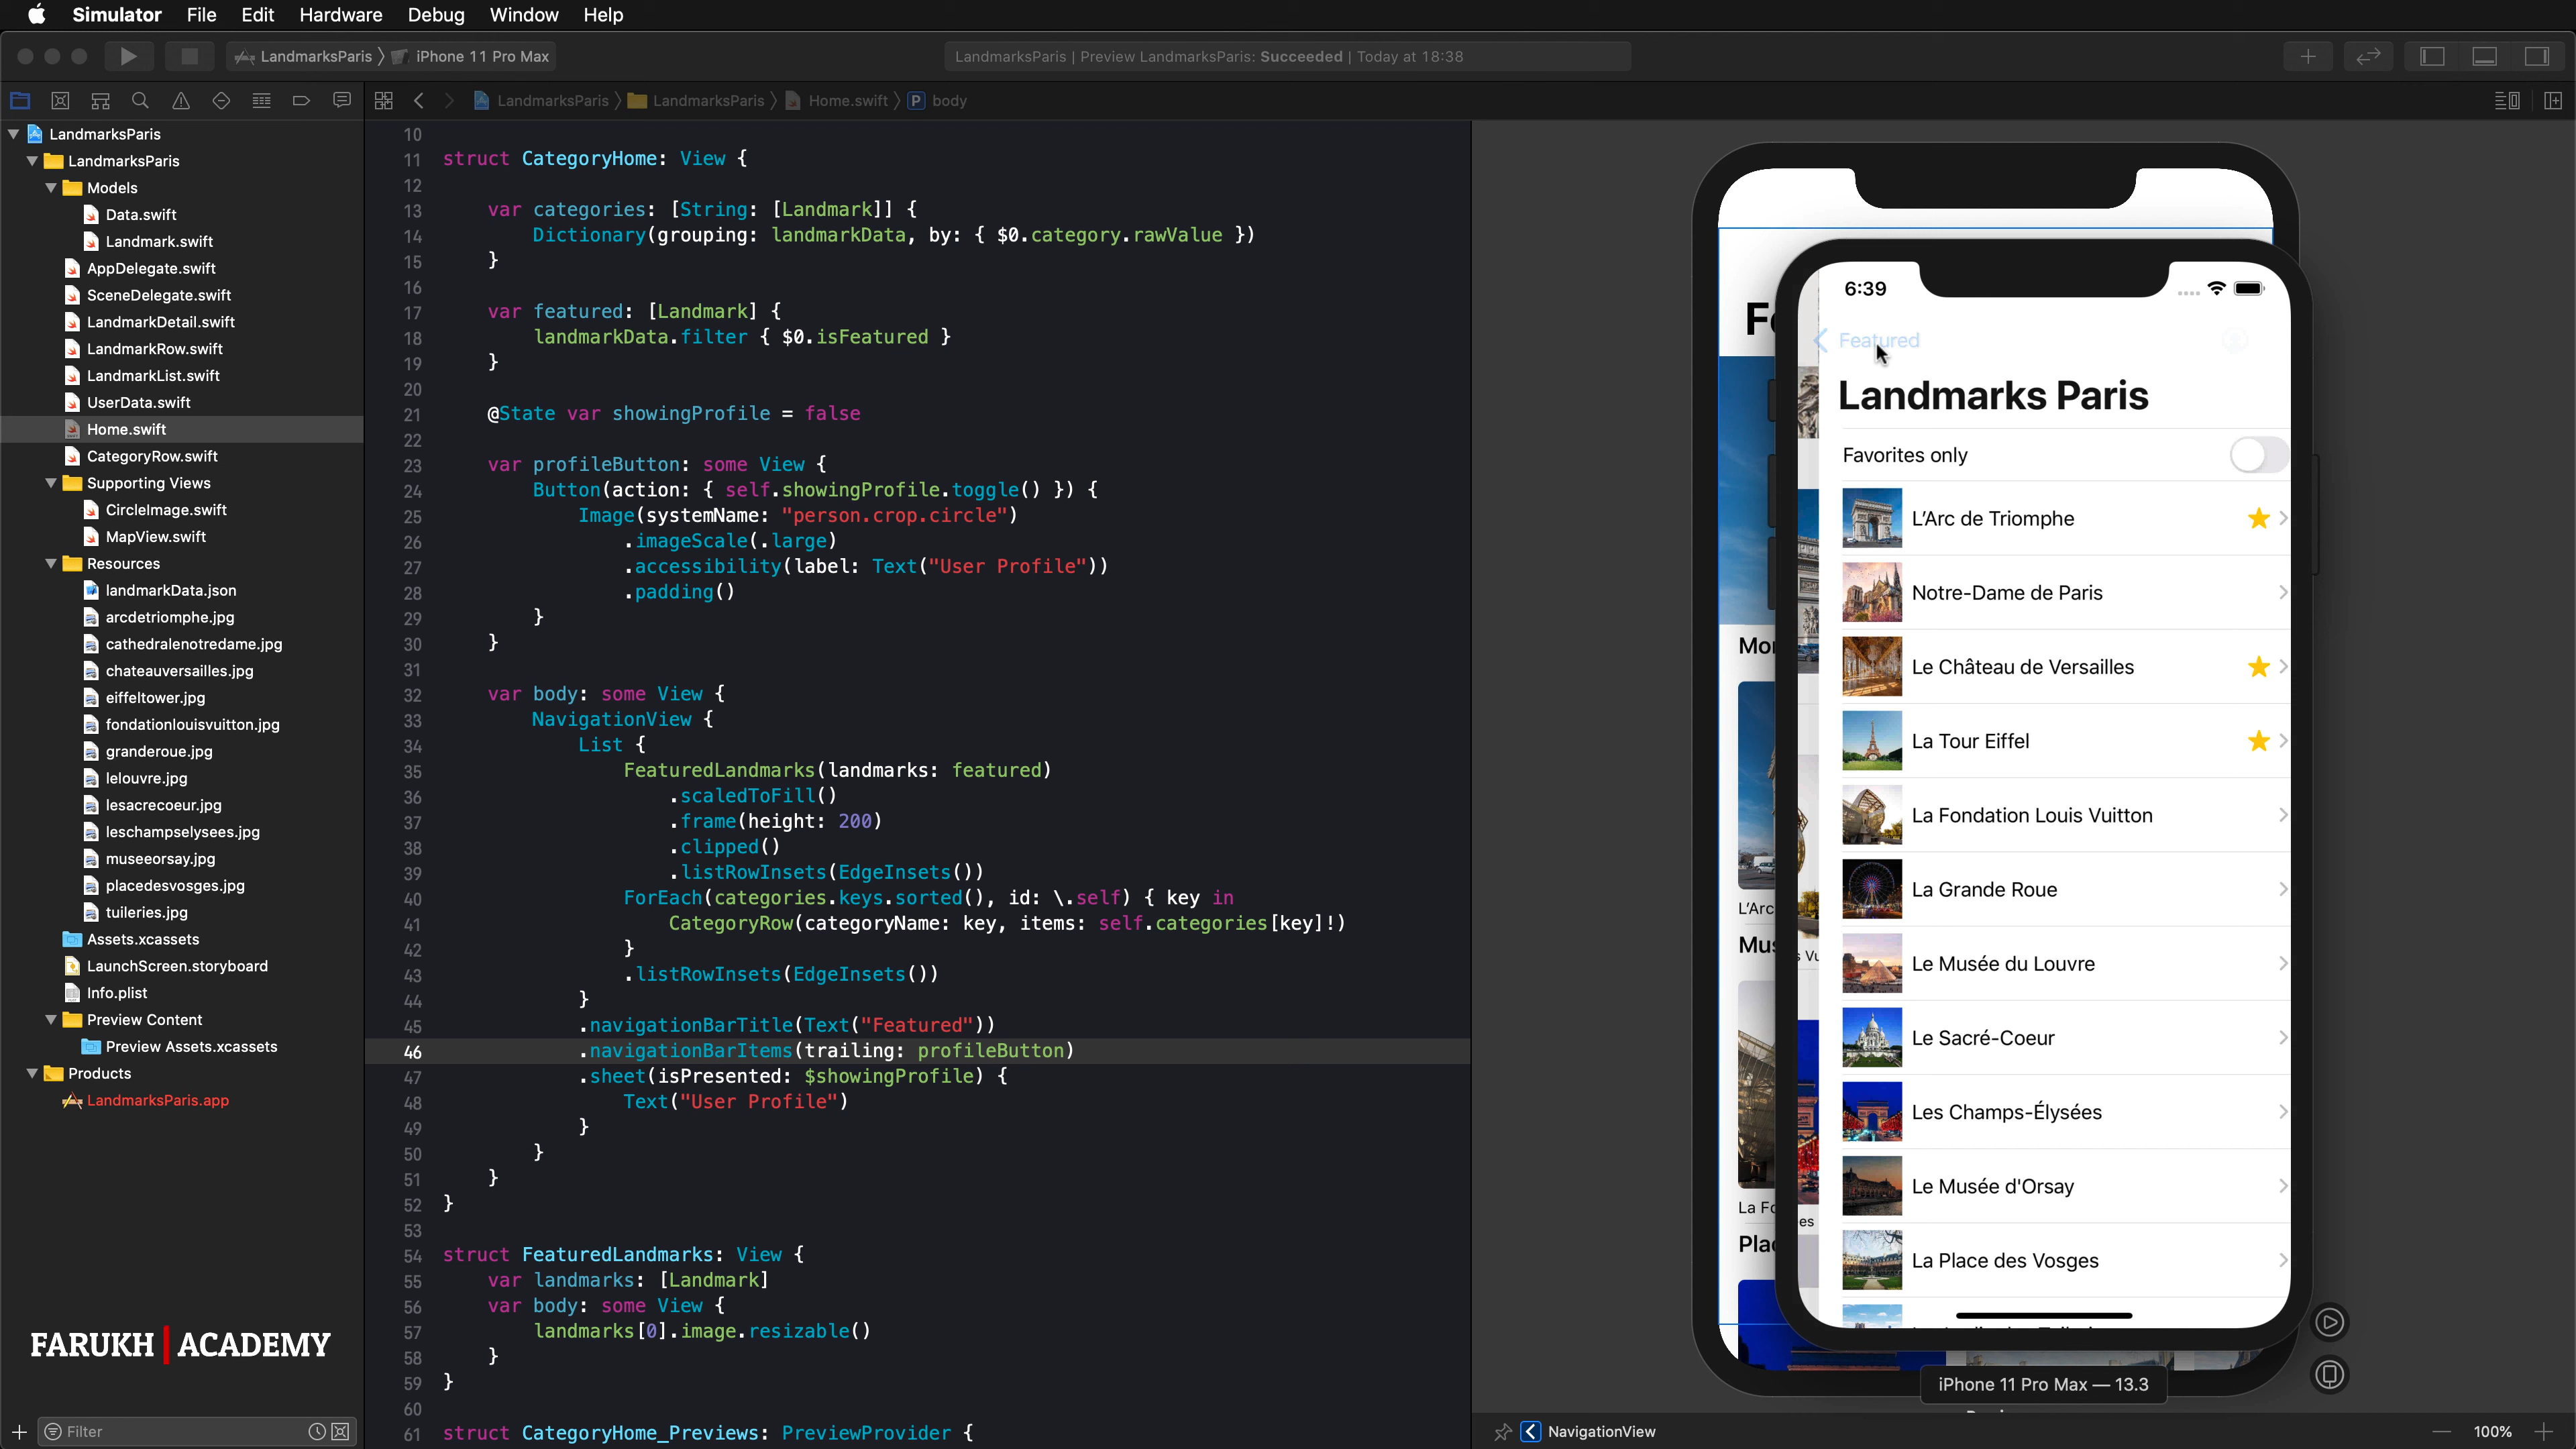 Simulator File Edit Hardware Debug Window Help
LandmarksParis iPhone 11 Pro Max
LandmarksParis | Preview LandmarksParis: Succeeded | Today at 18:38
LandmarksParis LandmarksParis Home.swift P body
LandmarksParis
LandmarksParis
Models
Data.swift
Landmark.swift
AppDelegate.swift
SceneDelegate.swift
LandmarkDetail.swift
LandmarkRow.swift
LandmarkList.swift
UserData.swift
Home.swift
CategoryRow.swift
Supporting Views
CircleImage.swift
MapView.swift
Resources
landmarkData.json
arcdetriomphe.jpg
cathedralenotredame.jpg
chateauversailles.jpg
eiffeltower.jpg
fondationlouisvuitton.jpg
granderoue.jpg
lelouvre.jpg
lesacrecoeur.jpg
leschampselysees.jpg
museeorsay.jpg
placedesvosges.jpg
tuileries.jpg
Assets.xcassets
LaunchScreen.storyboard
Info.plist
Preview Content
Preview Assets.xcassets
Products
LandmarksParis.app
FARUKH | ACADEMY
Filter
10
11 struct CategoryHome: View {
12
13 var categories: [String: [Landmark]] {
14 Dictionary(grouping: landmarkData, by: { $0.category.rawValue })
15 }
16
17 var featured: [Landmark] {
18 landmarkData.filter { $0.isFeatured }
19 }
20
21 @State var showingProfile = false
22
23 var profileButton: some View {
24 Button(action: { self.showingProfile.toggle() }) {
25 Image(systemName: "person.crop.circle")
26 .imageScale(.large)
27 .accessibility(label: Text("User Profile"))
28 .padding()
29 }
30 }
31
32 var body: some View {
33 NavigationView {
34 List {
35 FeaturedLandmarks(landmarks: featured)
36 .scaledToFill()
37 .frame(height: 200)
38 .clipped()
39 .listRowInsets(EdgeInsets())
40 ForEach(categories.keys.sorted(), id: \.self) { key in
41 CategoryRow(categoryName: key, items: self.categories[key]!)
42 }
43 .listRowInsets(EdgeInsets())
44 }
45 .navigationBarTitle(Text("Featured"))
46 .navigationBarItems(trailing: profileButton)
47 .sheet(isPresented: $showingProfile) {
48 Text("User Profile")
49 }
50 }
51 }
52 }
53
54 struct FeaturedLandmarks: View {
55 var landmarks: [Landmark]
56 var body: some View {
57 landmarks[0].image.resizable()
58 }
59 }
60
61 struct CategoryHome_Previews: PreviewProvider {
6:39
Featured
Landmarks Paris
Favorites only
L'Arc de Triomphe
Notre-Dame de Paris
Le Château de Versailles
La Tour Eiffel
La Fondation Louis Vuitton
La Grande Roue
Le Musée du Louvre
Le Sacré-Coeur
Les Champs-Élysées
Le Musée d'Orsay
La Place des Vosges
L'Arc
La Fo
iPhone 11 Pro Max — 13.3
NavigationView
100%